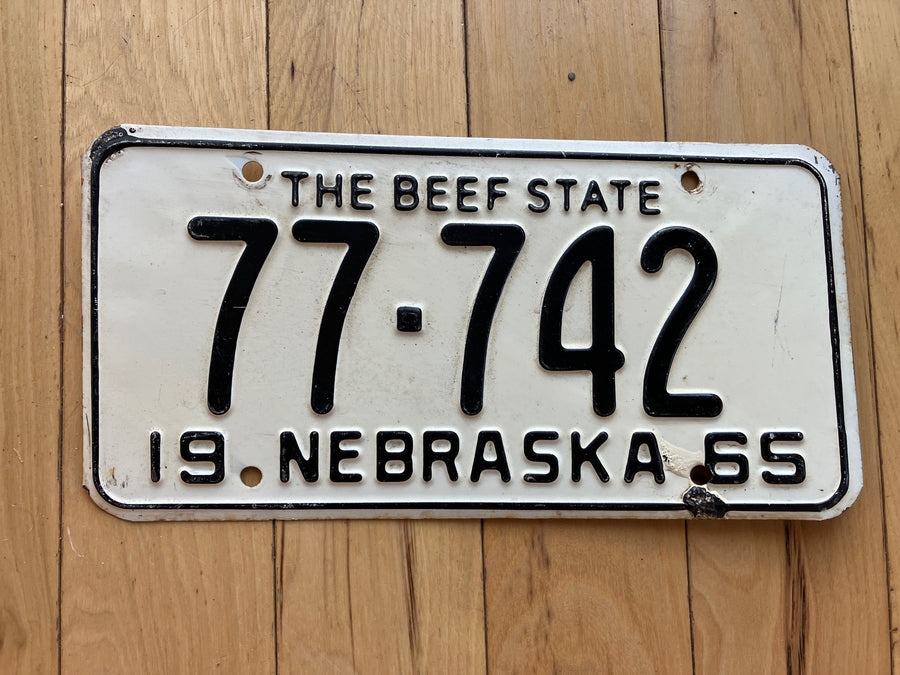 THE BEEF STATE
77·742
19 NEBRASKA 65